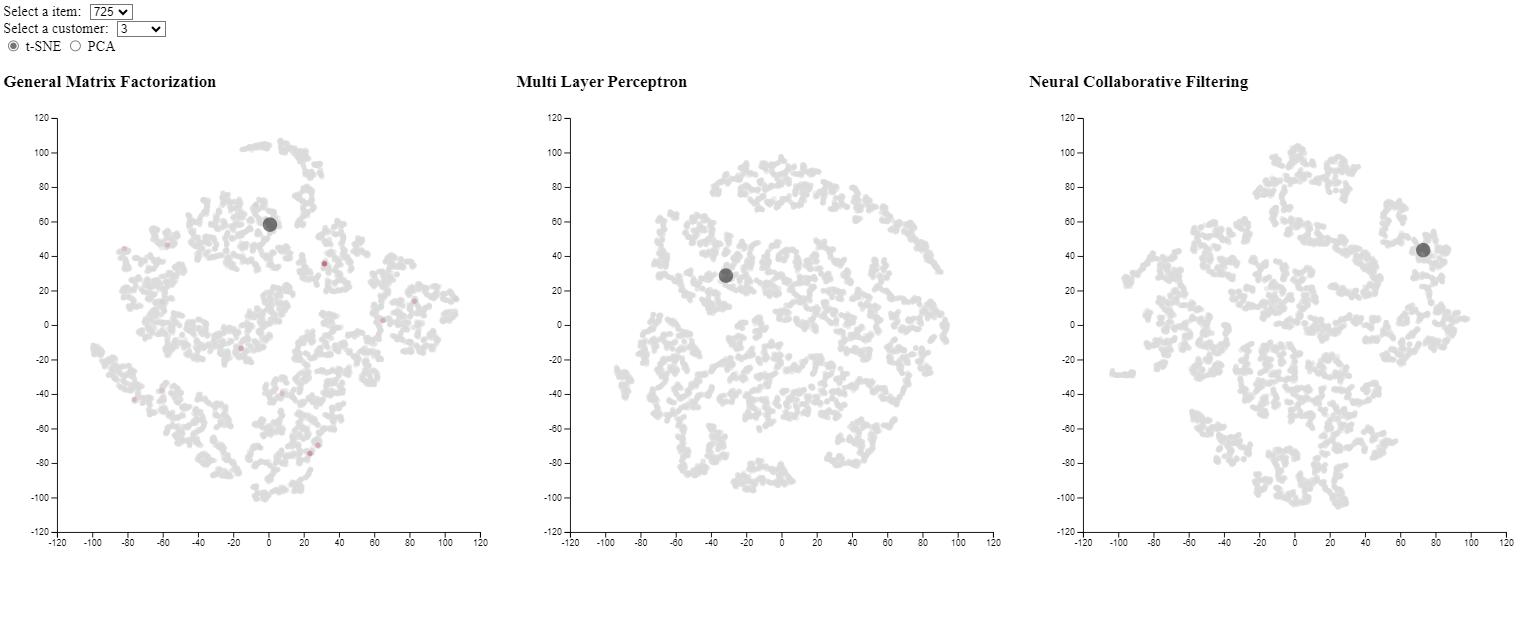 Select a item: 725
Select a customer: 3
t-SNE PCA
General Matrix Factorization Multi Layer Perceptron Neural Collaborative Filtering
120 120 120
100 100 100
80 80 80
60 60 60
40 40 40
20 20 20
0 0 0
-20 -20 -20
-40 -40 -40
-60 -60 -60
-80 -80 -80
-100 -100 -100
-120 -120 -120
-120 -100 -80 -60 -40 -20 0 20 40 60 80 100 120 -120 -100 -80 -60 -40 -20 0 20 40 60 80 100 120 -120 -100 -80 -60 -40 -20 0 20 40 60 80 100 120